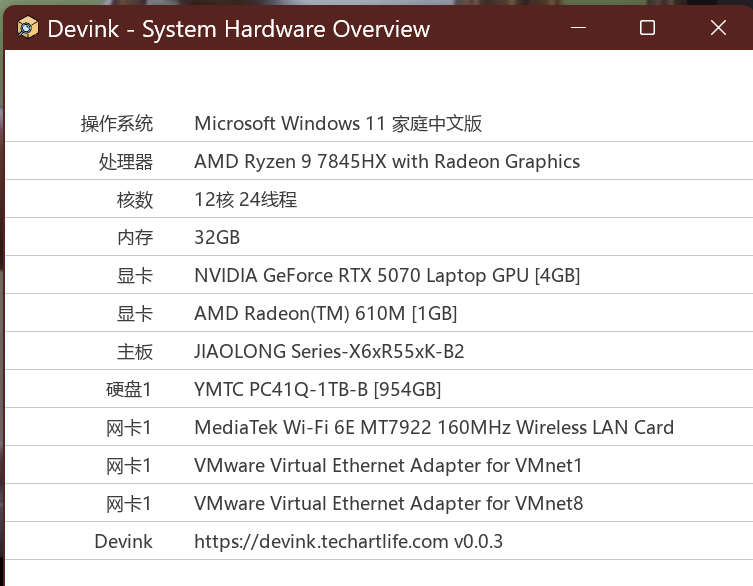 Devink - System Hardware Overview
操作系统 Microsoft Windows 11 家庭中文版
处理器 AMD Ryzen 9 7845HX with Radeon Graphics
核数 12核 24线程
内存 32GB
显卡 NVIDIA GeForce RTX 5070 Laptop GPU [4GB]
显卡 AMD Radeon(TM) 610M [1GB]
主板 JIAOLONG Series-X6xR55xK-B2
硬盘1 YMTC PC41Q-1TB-B [954GB]
网卡1 MediaTek Wi-Fi 6E MT7922 160MHz Wireless LAN Card
网卡1 VMware Virtual Ethernet Adapter for VMnet1
网卡1 VMware Virtual Ethernet Adapter for VMnet8
Devink https://devink.techartlife.com v0.0.3